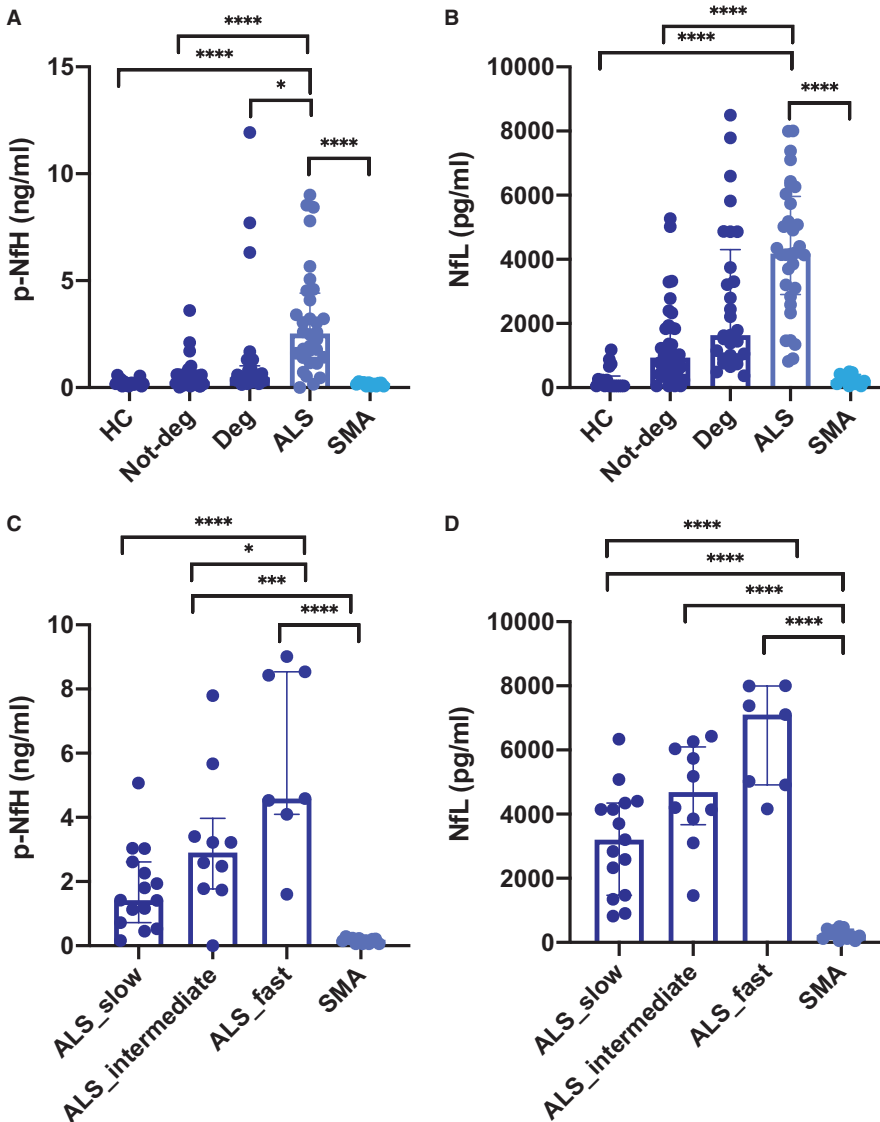 A
****
****
*
****
p-NfH (ng/ml)
15
10
5
0
HC
Not-deg
Deg
ALS
SMA
B
****
****
****
NfL (pg/ml)
10000
8000
6000
4000
2000
0
HC
Not-deg
Deg
ALS
SMA
C
****
*
***
****
p-NfH (ng/ml)
10
8
6
4
2
0
ALS_slow
ALS_intermediate
ALS_fast
SMA
D
****
****
****
****
NfL (pg/ml)
10000
8000
6000
4000
2000
0
ALS_slow
ALS_intermediate
ALS_fast
SMA